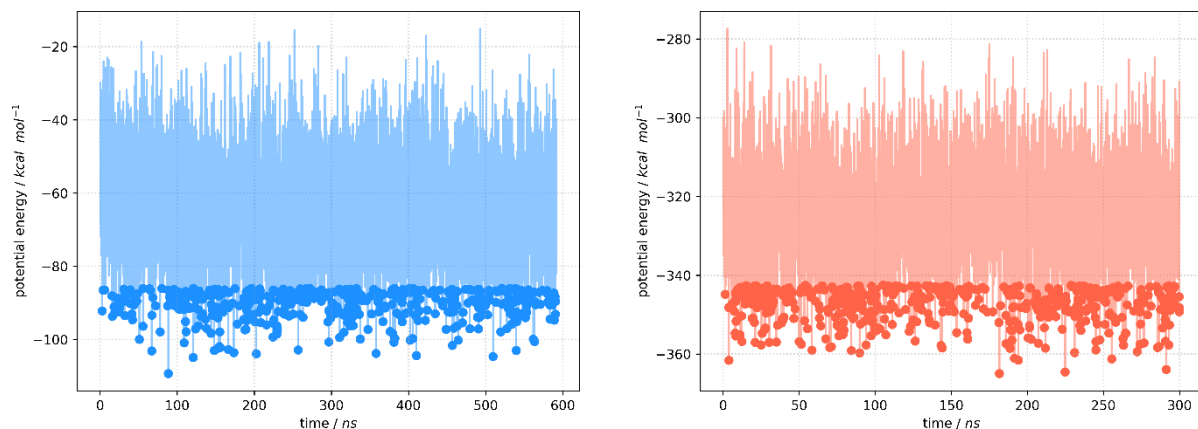 −20
−40
−60
−80
−100
potential energy / kcal mol⁻¹
0 100 200 300 400 500 600
time / ns
−280
−300
−320
−340
−360
potential energy / kcal mol⁻¹
0 50 100 150 200 250 300
time / ns